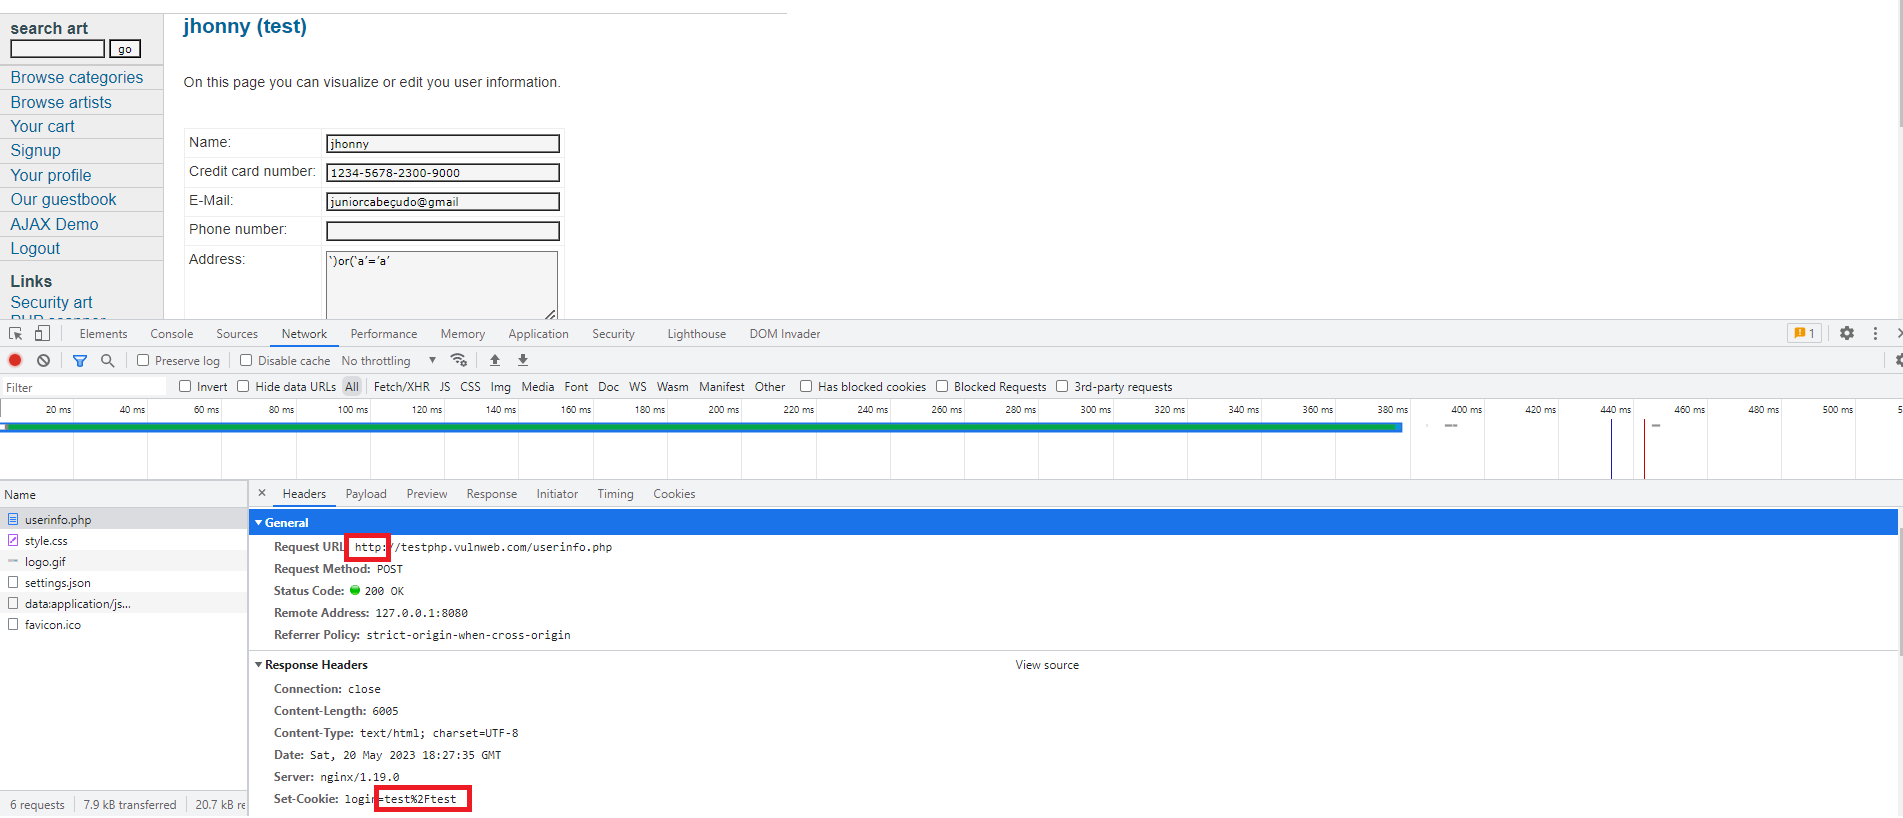 search art
go
Browse categories
Browse artists
Your cart
Signup
Your profile
Our guestbook
AJAX Demo
Logout
Links
Security art
jhonny (test)
On this page you can visualize or edit you user information.
Name: jhonny
Credit card number: 1234-5678-2300-9000
E-Mail: juniorcabeçudo@gmail
Phone number:
Address: ‘)or(‘a’=’a’
Elements Console Sources Network Performance Memory Application Security Lighthouse DOM Invader 1
Preserve log Disable cache No throttling
Filter Invert Hide data URLs All Fetch/XHR JS CSS Img Media Font Doc WS Wasm Manifest Other Has blocked cookies Blocked Requests 3rd-party requests
20 ms 40 ms 60 ms 80 ms 100 ms 120 ms 140 ms 160 ms 180 ms 200 ms 220 ms 240 ms 260 ms 280 ms 300 ms 320 ms 340 ms 360 ms 380 ms 400 ms 420 ms 440 ms 460 ms 480 ms 500 ms 5
Name
userinfo.php
style.css
logo.gif
settings.json
data:application/js...
favicon.ico
6 requests 7.9 kB transferred 20.7 kB re
Headers Payload Preview Response Initiator Timing Cookies
General
Request URL http://testphp.vulnweb.com/userinfo.php
Request Method: POST
Status Code: 200 OK
Remote Address: 127.0.0.1:8080
Referrer Policy: strict-origin-when-cross-origin
Response Headers View source
Connection: close
Content-Length: 6005
Content-Type: text/html; charset=UTF-8
Date: Sat, 20 May 2023 18:27:35 GMT
Server: nginx/1.19.0
Set-Cookie: login=test%2Ftest